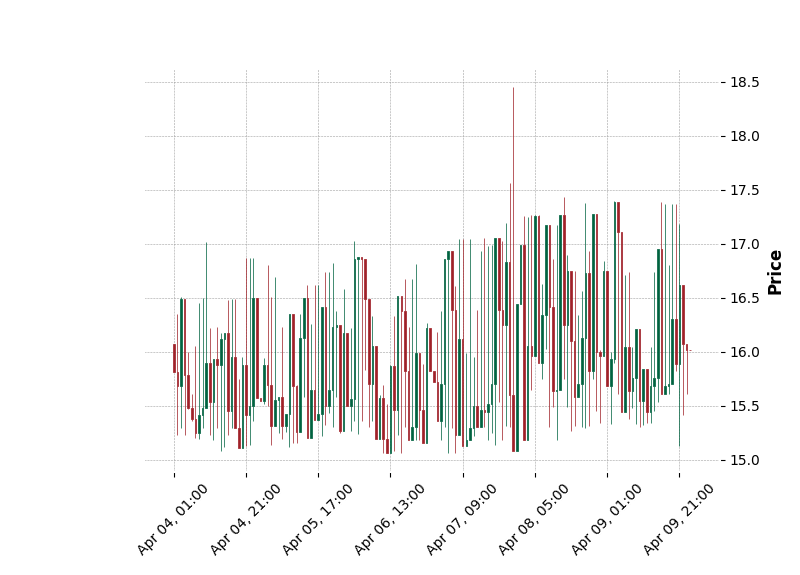 18.5
18.0
17.5
17.0
16.5
16.0
15.5
15.0
Price
Apr 04, 01:00
Apr 04, 21:00
Apr 05, 17:00
Apr 06, 13:00
Apr 07, 09:00
Apr 08, 05:00
Apr 09, 01:00
Apr 09, 21:00